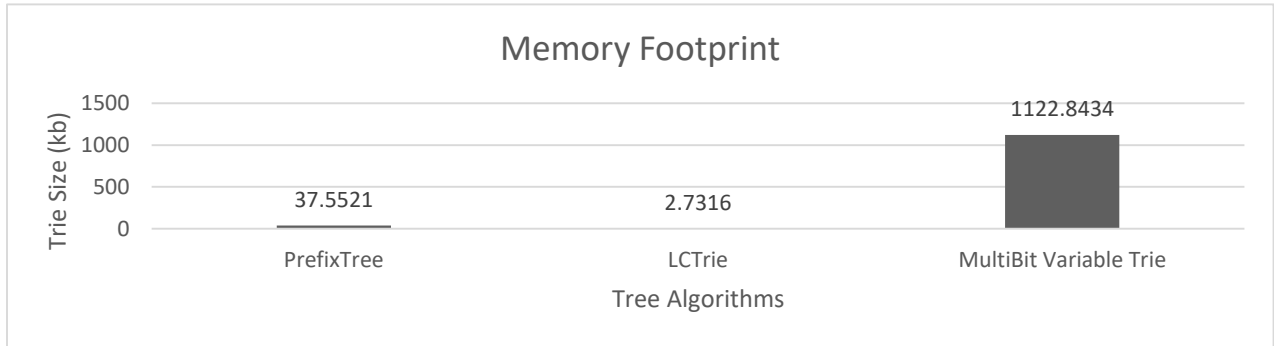 Memory Footprint
Trie Size (kb)
1500
1000
500
0
37.5521
2.7316
1122.8434
PrefixTree
LCTrie
MultiBit Variable Trie
Tree Algorithms